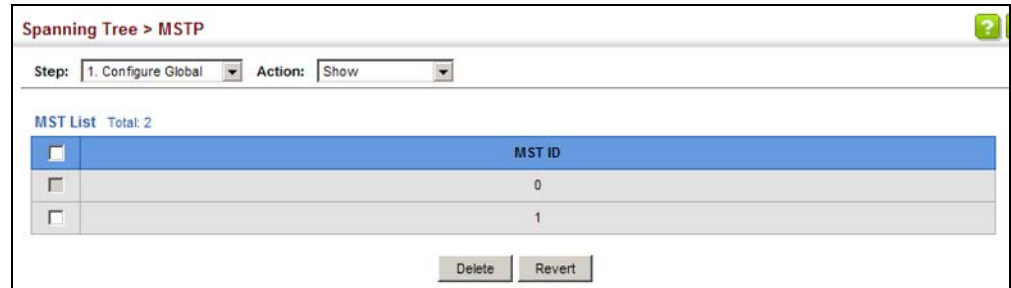 Spanning Tree > MSTP
?
Step: 1. Configure Global Action: Show
MST List Total: 2
MST ID
0
1
Delete Revert